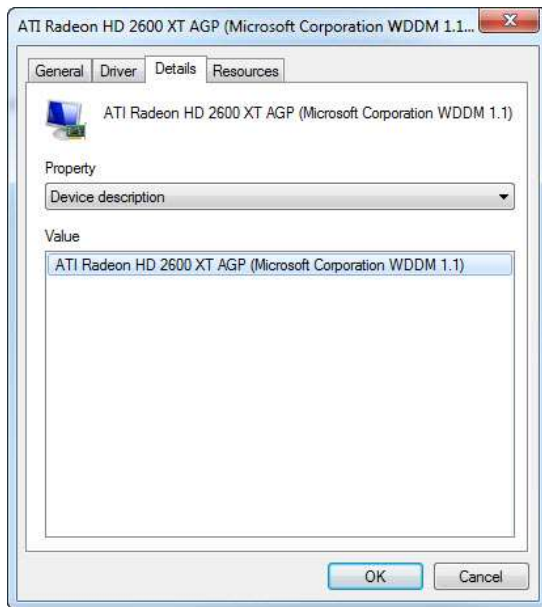 ATI Radeon HD 2600 XT AGP (Microsoft Corporation WDDM 1.1...
General Driver Details Resources
ATI Radeon HD 2600 XT AGP (Microsoft Corporation WDDM 1.1)
Property
Device description
Value
ATI Radeon HD 2600 XT AGP (Microsoft Corporation WDDM 1.1)
OK Cancel